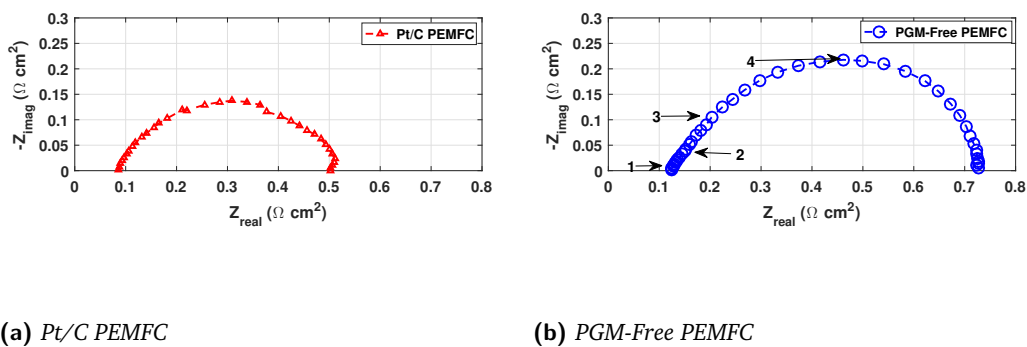 0.3
0.25
0.2
0.15
0.1
0.05
0
-Z_imag (Ω cm²)
Pt/C PEMFC
0 0.1 0.2 0.3 0.4 0.5 0.6 0.7 0.8
Z_real (Ω cm²)
0.3
0.25
0.2
0.15
0.1
0.05
0
-Z_imag (Ω cm²)
PGM-Free PEMFC
4
3
2
1
0 0.1 0.2 0.3 0.4 0.5 0.6 0.7 0.8
Z_real (Ω cm²)
(a) Pt/C PEMFC
(b) PGM-Free PEMFC